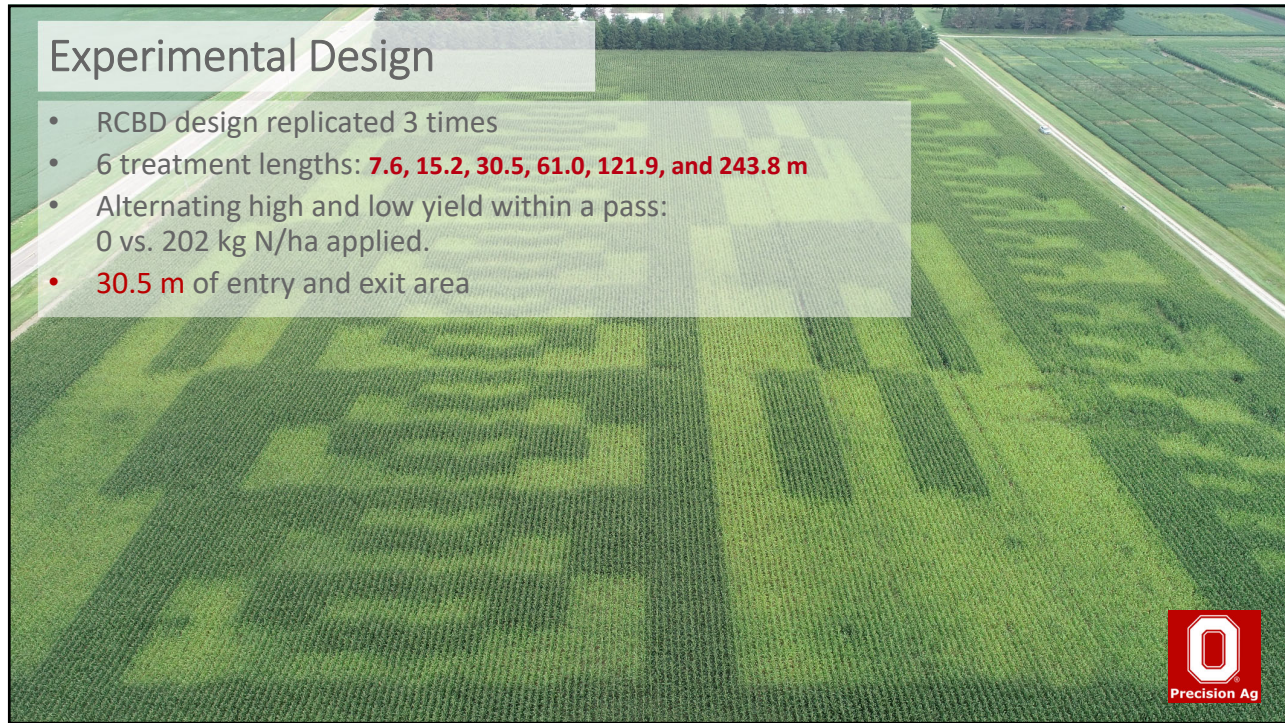 Experimental Design
• RCBD design replicated 3 times
• 6 treatment lengths: 7.6, 15.2, 30.5, 61.0, 121.9, and 243.8 m
• Alternating high and low yield within a pass:
0 vs. 202 kg N/ha applied.
• 30.5 m of entry and exit area
O
Precision Ag